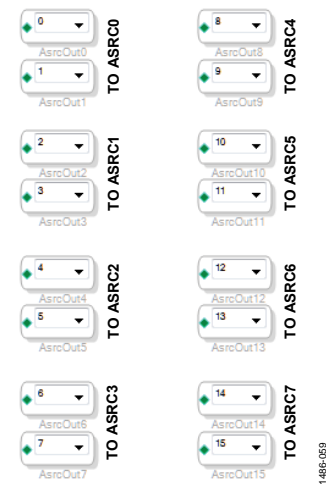 0
AsrcOut0
1
AsrcOut1
TO ASRC0
2
AsrcOut2
3
AsrcOut3
TO ASRC1
4
AsrcOut4
5
AsrcOut5
TO ASRC2
6
AsrcOut6
7
AsrcOut7
TO ASRC3
8
AsrcOut8
9
AsrcOut9
TO ASRC4
10
AsrcOut10
11
AsrcOut11
TO ASRC5
12
AsrcOut12
13
AsrcOut13
TO ASRC6
14
AsrcOut14
15
AsrcOut15
TO ASRC7
1486-059